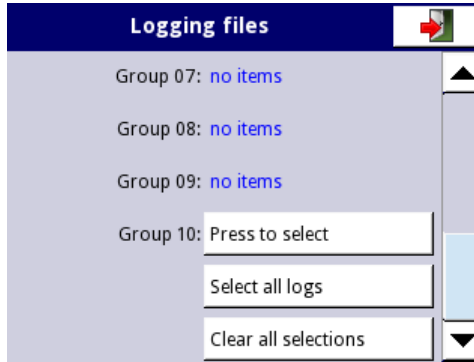 Logging files
Group 07: no items
Group 08: no items
Group 09: no items
Group 10: Press to select
Select all logs
Clear all selections